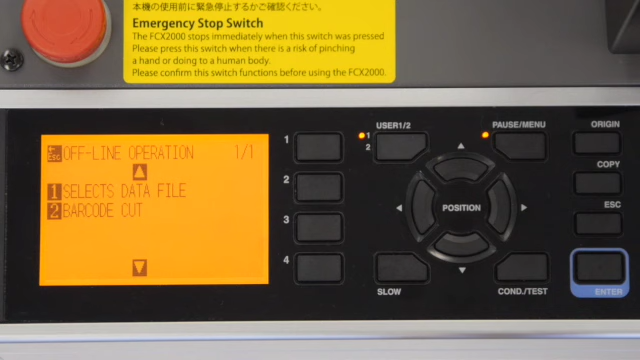 本機の使用前に緊急停止するかご確認ください。
Emergency Stop Switch
The FCX2000 stops immediately when this switch was pressed
Please press this switch when there is a risk of pinching
a hand or doing to a human body.
Please confirm this switch functions before using the FCX2000.
ESC OFF-LINE OPERATION 1/1
1 SELECTS DATA FILE
2 BARCODE CUT
1
2
3
4
USER1/2
1
2
PAUSE/MENU
POSITION
SLOW
COND./TEST
ORIGIN
COPY
ESC
ENTER